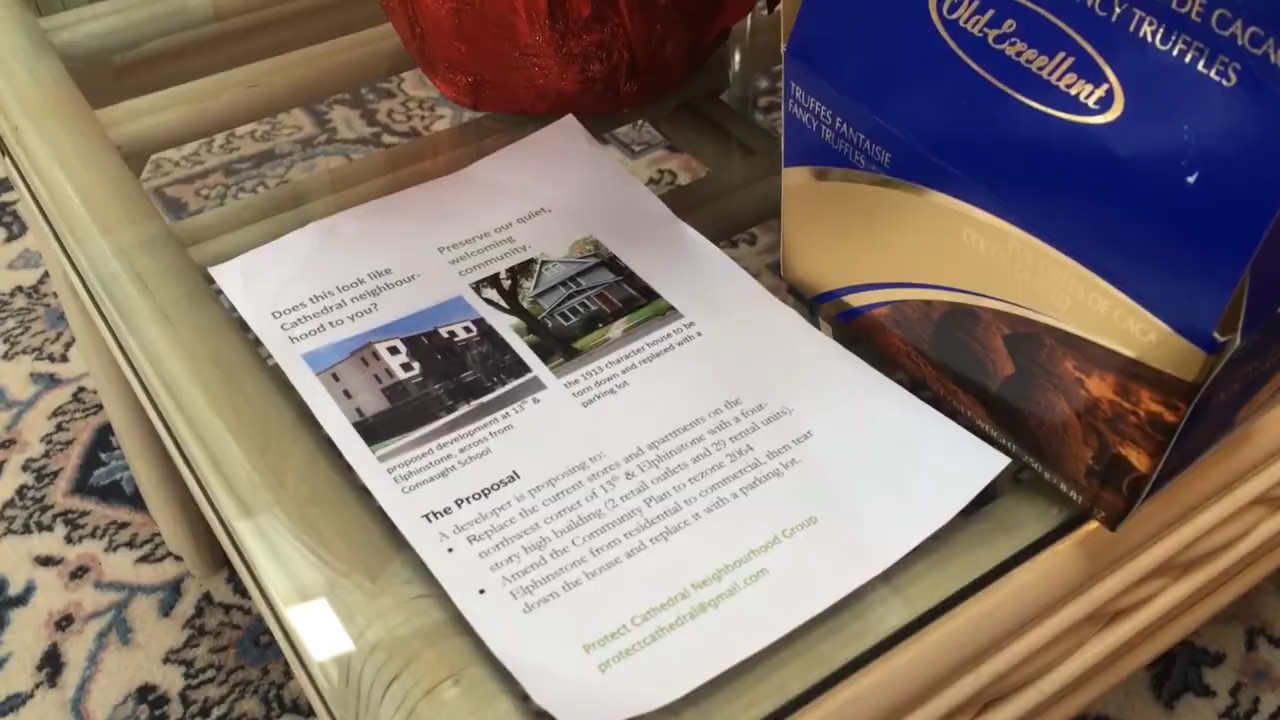 Does this look like
Cathedral neighbour-
hood to you?
Preserve our quiet,
welcoming
community.
proposed development at 13th &
Elphinstone, across from
Connaught School
the 1913 character house to be
torn down and replaced with a
parking lot
The Proposal
A developer is proposing to:
• Replace the current stores and apartments on the
northwest corner of 13th & Elphinstone with a four-
story high building (2 retail outlets and 29 rental units).
• Amend the Community Plan to rezone 2064
Elphinstone from residential to commercial, then tear
down the house and replace it with a parking lot.
Protect Cathedral Neighbourhood Group
protectcathedral@gmail.com
DE CACA
FANCY TRUFFLES
Old-Excellent
TRUFFES FANTAISIE
FANCY TRUFFLES